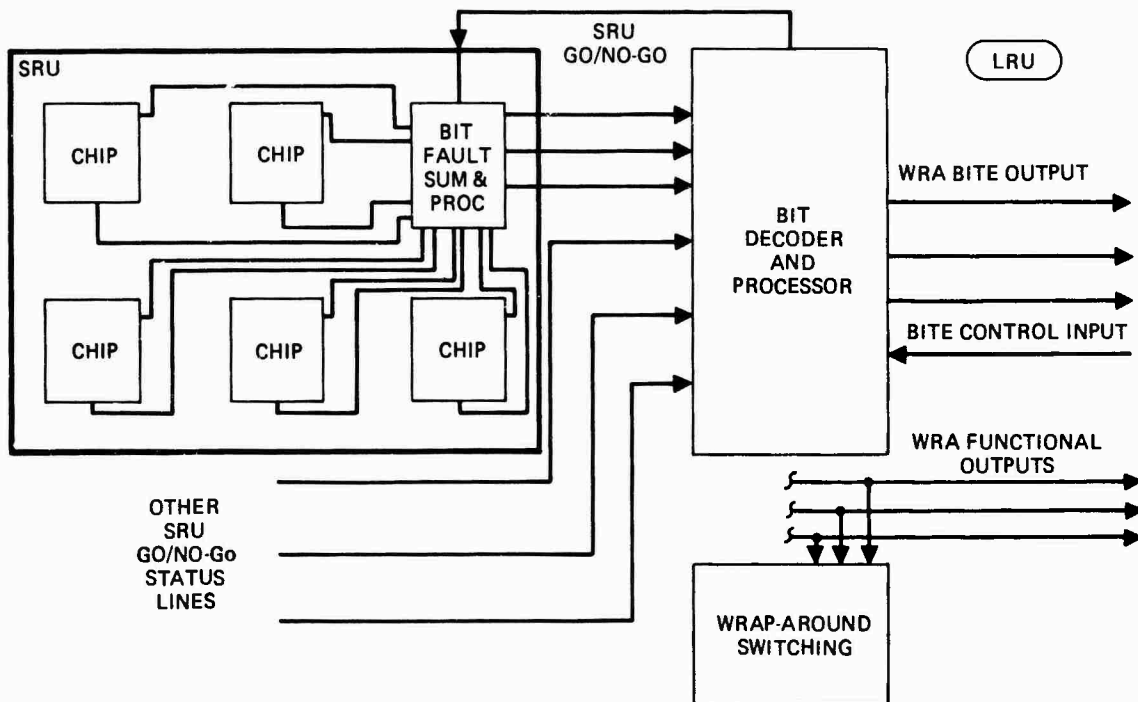 SRU
GO/NO-GO
LRU
SRU
CHIP
CHIP
BIT
FAULT
SUM &
PROC
CHIP
CHIP
CHIP
BIT
DECODER
AND
PROCESSOR
WRA BITE OUTPUT
BITE CONTROL INPUT
WRA FUNCTIONAL
OUTPUTS
OTHER
SRU
GO/NO-Go
STATUS
LINES
WRAP-AROUND
SWITCHING